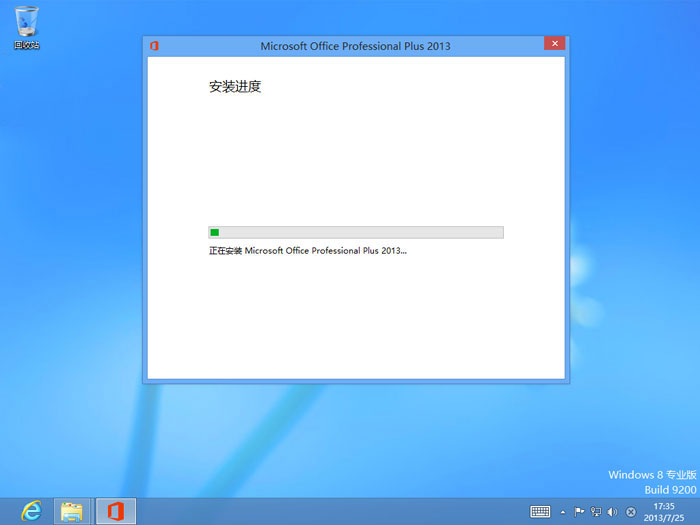 回收站
Microsoft Office Professional Plus 2013
安装进度
正在安装 Microsoft Office Professional Plus 2013...
Windows 8 专业版
Build 9200
17:35
2013/7/25